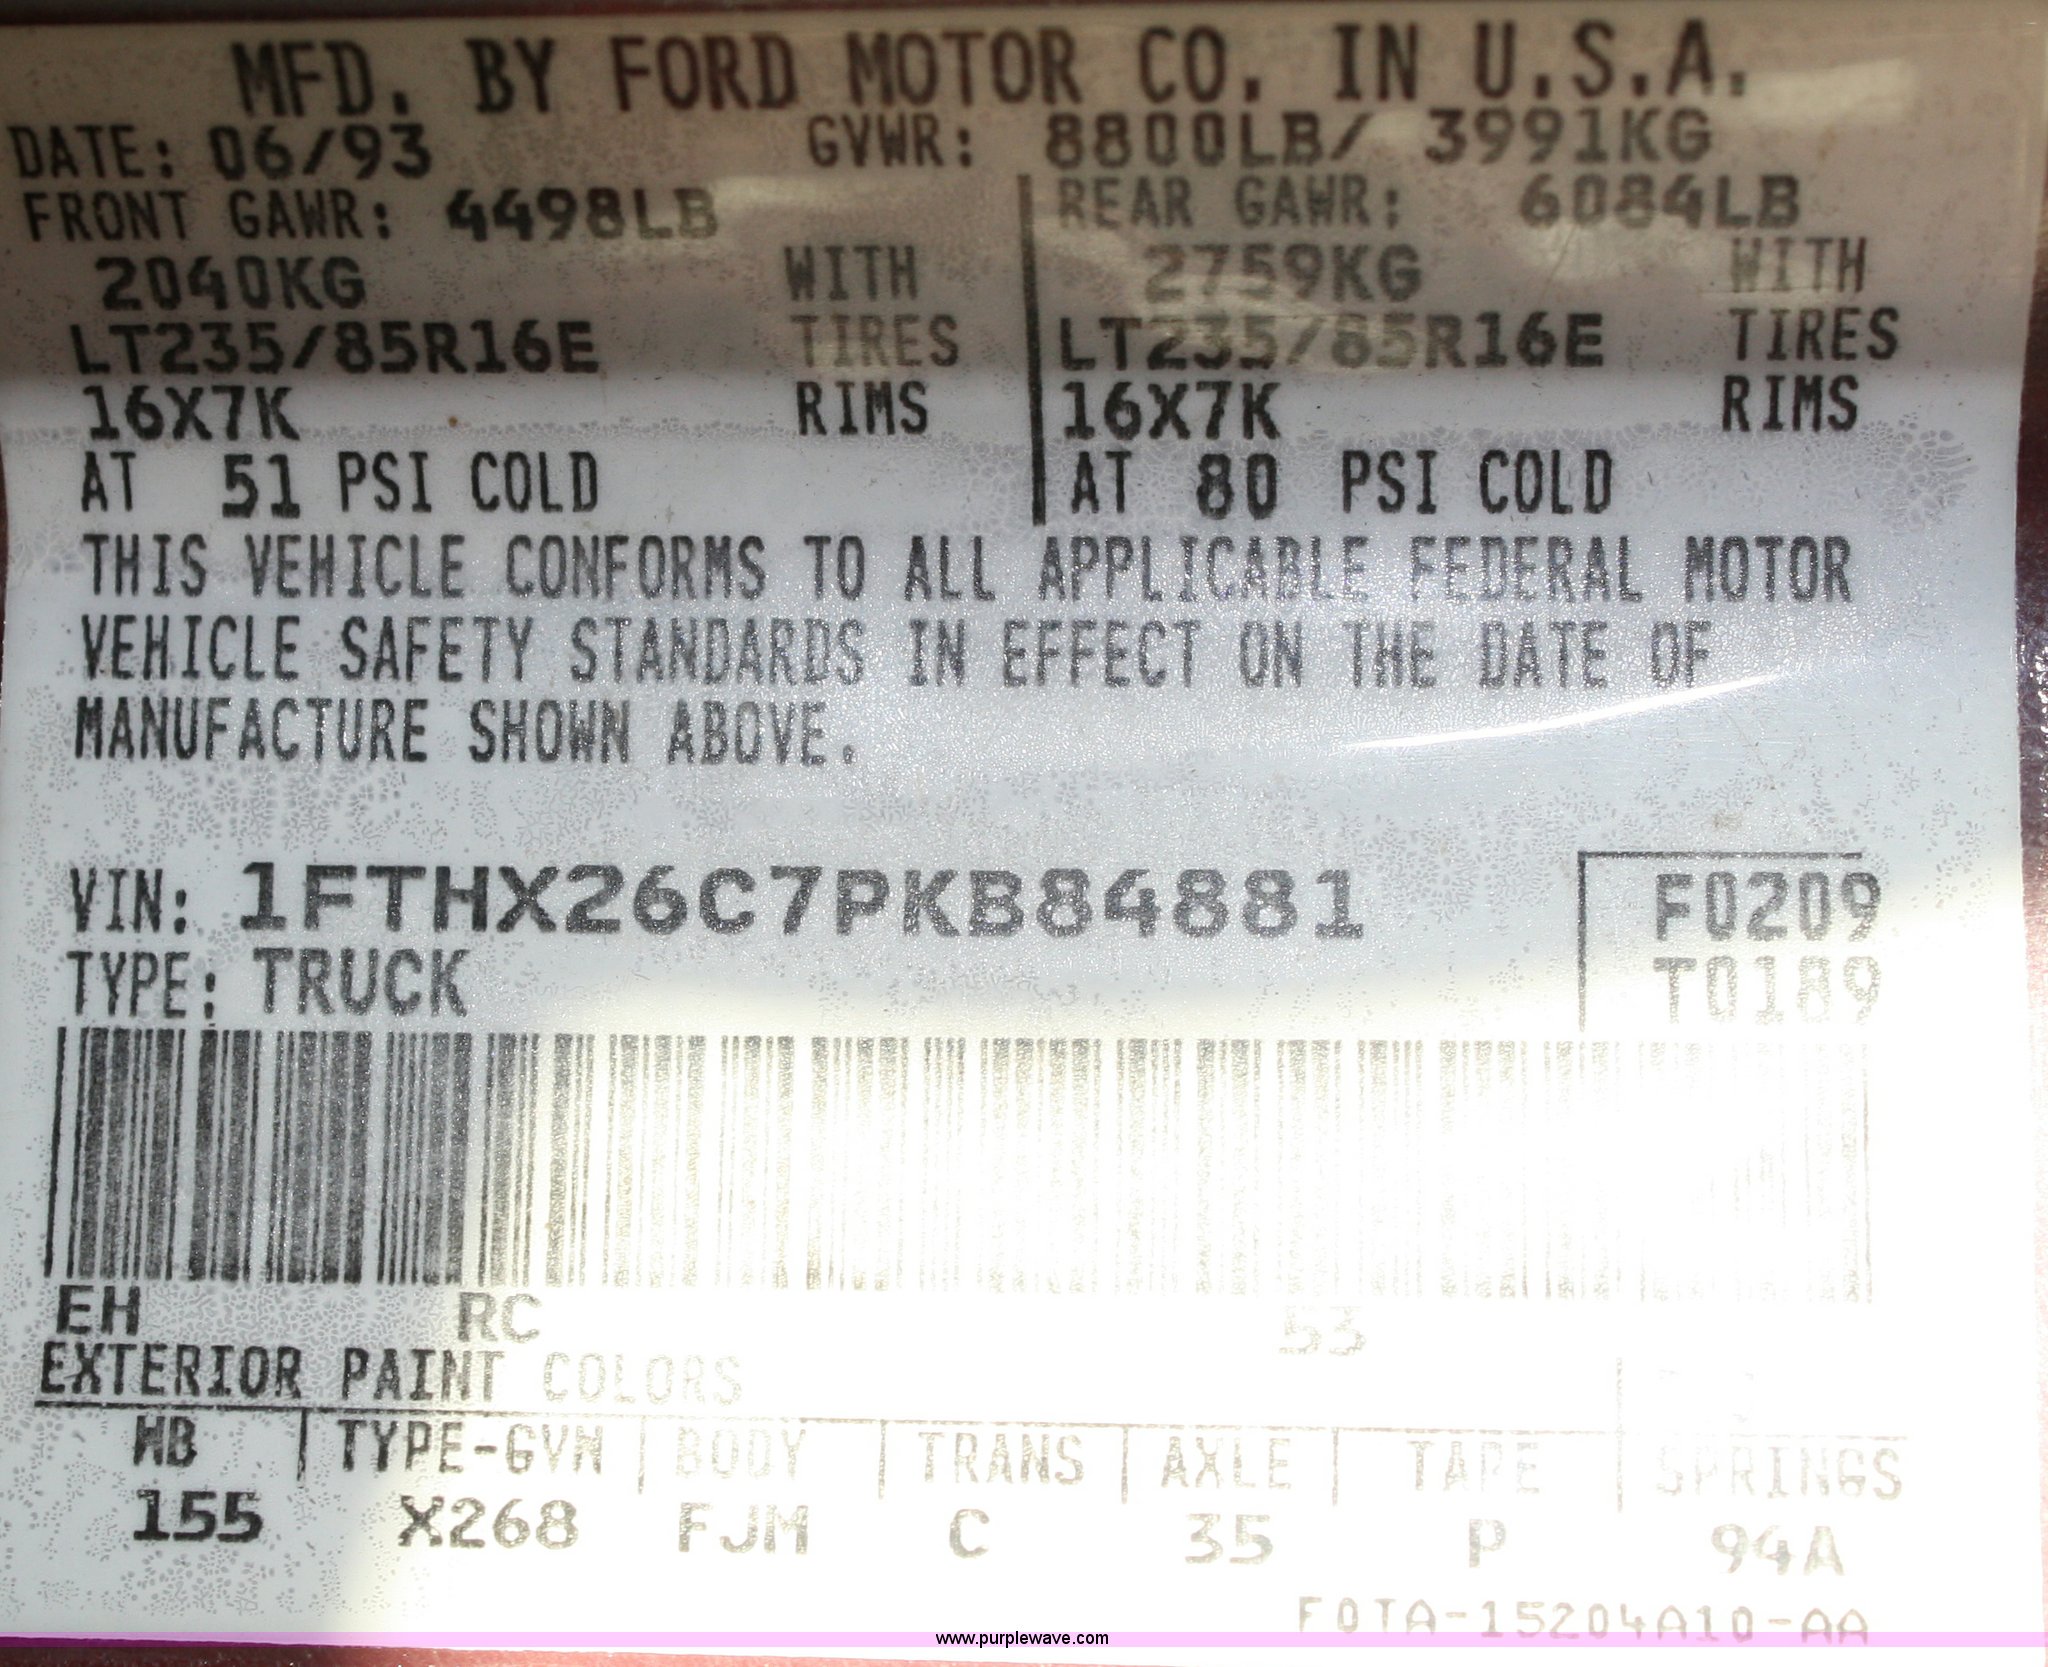 MFD. BY FORD MOTOR CO. IN U.S.A.
DATE: 06/93 GVWR: 8800LB/ 3991KG
FRONT GAWR: 4498LB REAR GAWR: 6084LB
2040KG WITH 2759KG WITH
LT235/85R16E TIRES LT235/85R16E TIRES
16X7K RIMS 16X7K RIMS
AT 51 PSI COLD AT 80 PSI COLD
THIS VEHICLE CONFORMS TO ALL APPLICABLE FEDERAL MOTOR
VEHICLE SAFETY STANDARDS IN EFFECT ON THE DATE OF
MANUFACTURE SHOWN ABOVE.
VIN: 1FTHX26C7PKB84881 F0209
TYPE: TRUCK T0189
EH RC 53
EXTERIOR PAINT COLORS
WB TYPE-GVW BODY TRANS AXLE TAPE SPRINGS
155 X268 FJM C 35 P 94A
F0TA-15204A10-AA
www.purplewave.com